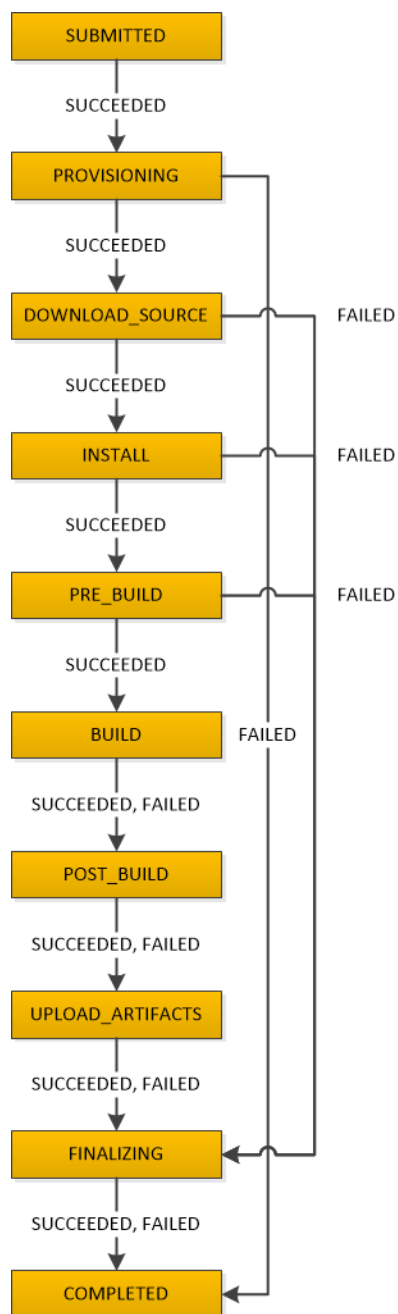 SUBMITTED
SUCCEEDED
PROVISIONING
SUCCEEDED
DOWNLOAD_SOURCE
FAILED
SUCCEEDED
INSTALL
FAILED
SUCCEEDED
PRE_BUILD
FAILED
SUCCEEDED
BUILD
FAILED
SUCCEEDED, FAILED
POST_BUILD
SUCCEEDED, FAILED
UPLOAD_ARTIFACTS
SUCCEEDED, FAILED
FINALIZING
SUCCEEDED, FAILED
COMPLETED